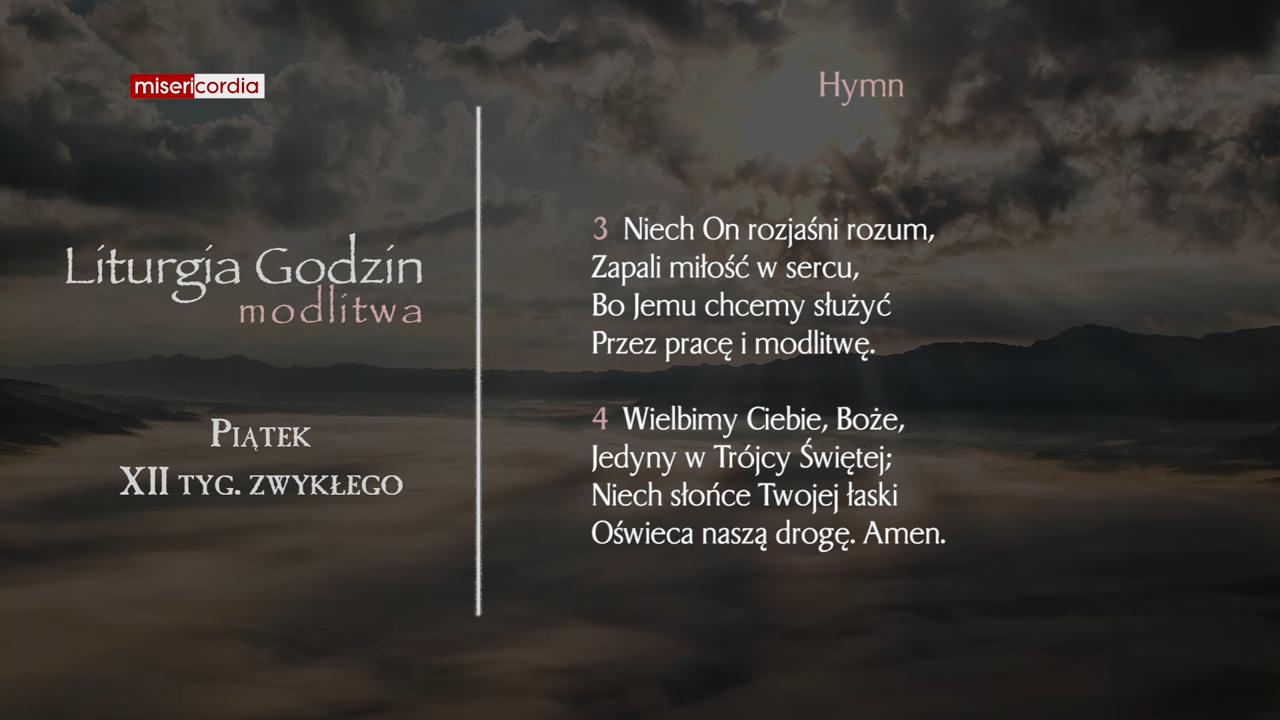 misericordia
Liturgia Godzin
modlitwa
Piątek
XII tyg. zwykłego
Hymn
3 Niech On rozjaśni rozum,
Zapali miłość w sercu,
Bo Jemu chcemy służyć
Przez pracę i modlitwę.
4 Wielbimy Ciebie, Boże,
Jedyny w Trójcy Świętej;
Niech słońce Twojej łaski
Oświeca naszą drogę. Amen.